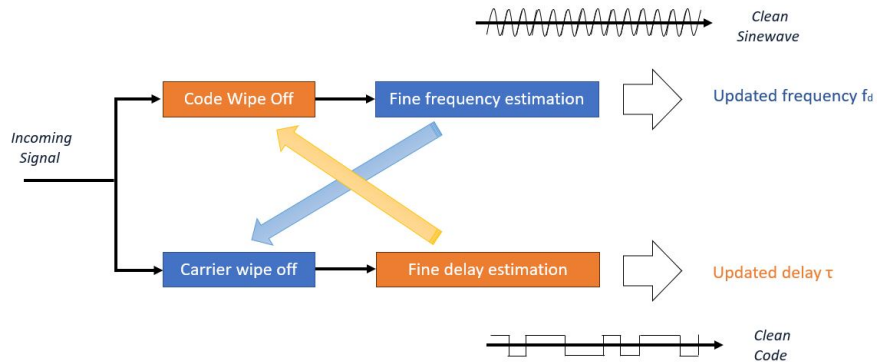 Clean
Sinewave
Code Wipe Off
Fine frequency estimation
Updated frequency fd
Incoming
Signal
Carrier wipe off
Fine delay estimation
Updated delay τ
Clean
Code